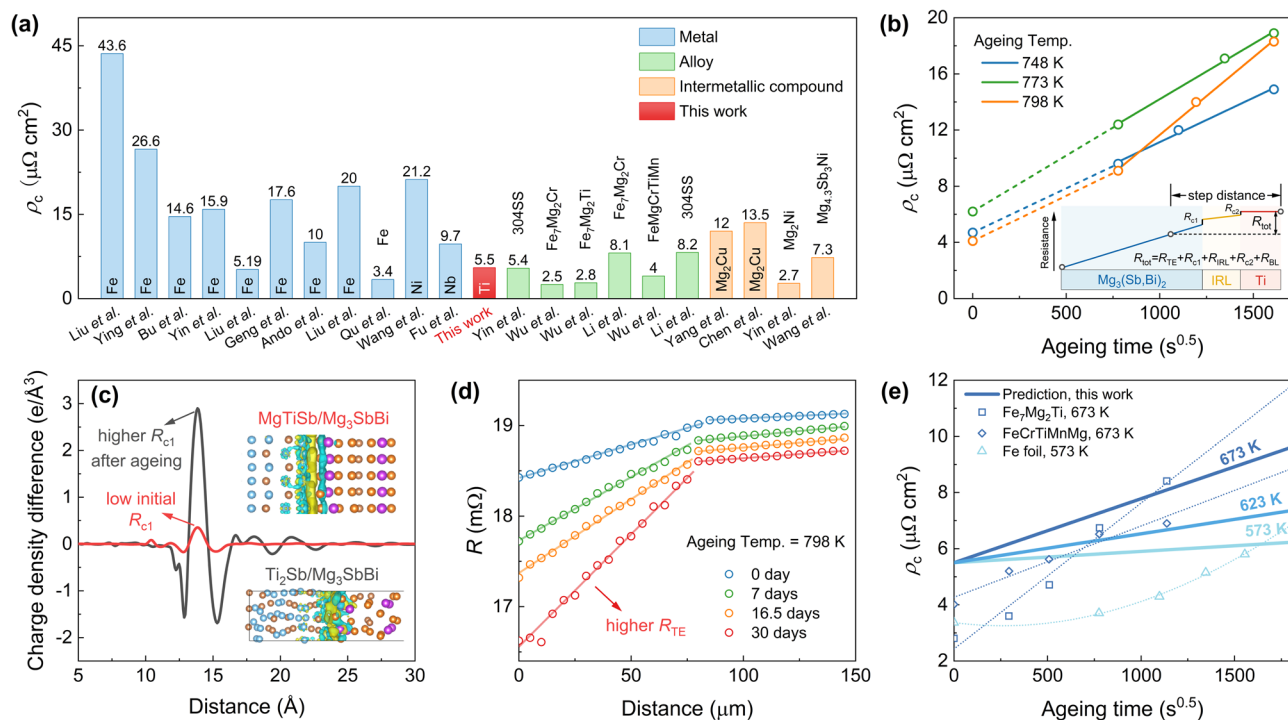 (a)
ρc (μΩ cm2)
45
30
15
0
Metal
Alloy
Intermetallic compound
This work
43.6
26.6
14.6
15.9
5.19
17.6
10
20
3.4
21.2
9.7
5.5
5.4
2.5
2.8
8.1
4
8.2
12
13.5
2.7
7.3
Fe
Fe
Fe
Fe
Fe
Fe
Fe
Fe
Fe
Ni
Nb
Ti
304SS
Fe7Mg2Cr
Fe7Mg2Ti
Fe7Mg2Cr
FeMgCrTiMn
304SS
Mg2Cu
Mg2Cu
Mg2Ni
Mg4.3Sb3Ni
Liu et al.
Ying et al.
Bu et al.
Yin et al.
Liu et al.
Geng et al.
Ando et al.
Liu et al.
Qu et al.
Wang et al.
Fu et al.
This work
Yin et al.
Wu et al.
Wu et al.
Li et al.
Wu et al.
Li et al.
Yang et al.
Chen et al.
Yin et al.
Wang et al.
(b)
ρc (μΩ cm2)
20
16
12
8
4
0
Ageing Temp.
748 K
773 K
798 K
step distance
Rc1
Rc2
Rtot
Resistance
Rtot=RTE+Rc1+RIRL+Rc2+RBL
Mg3(Sb,Bi)2
IRL
Ti
0
500
1000
1500
Ageing time (s0.5)
(c)
Charge density difference (e/Å3)
3
2
1
0
-1
-2
higher Rc1
after ageing
low initial
Rc1
MgTiSb/Mg3SbBi
Ti2Sb/Mg3SbBi
5
10
15
20
25
30
Distance (Å)
(d)
R (mΩ)
19
18
17
16
Ageing Temp. = 798 K
0 day
7 days
16.5 days
30 days
higher RTE
0
50
100
150
Distance (μm)
(e)
ρc (μΩ cm2)
12
10
8
6
4
2
Prediction, this work
Fe7Mg2Ti, 673 K
FeCrTiMnMg, 673 K
Fe foil, 573 K
673 K
623 K
573 K
0
500
1000
1500
Ageing time (s0.5)